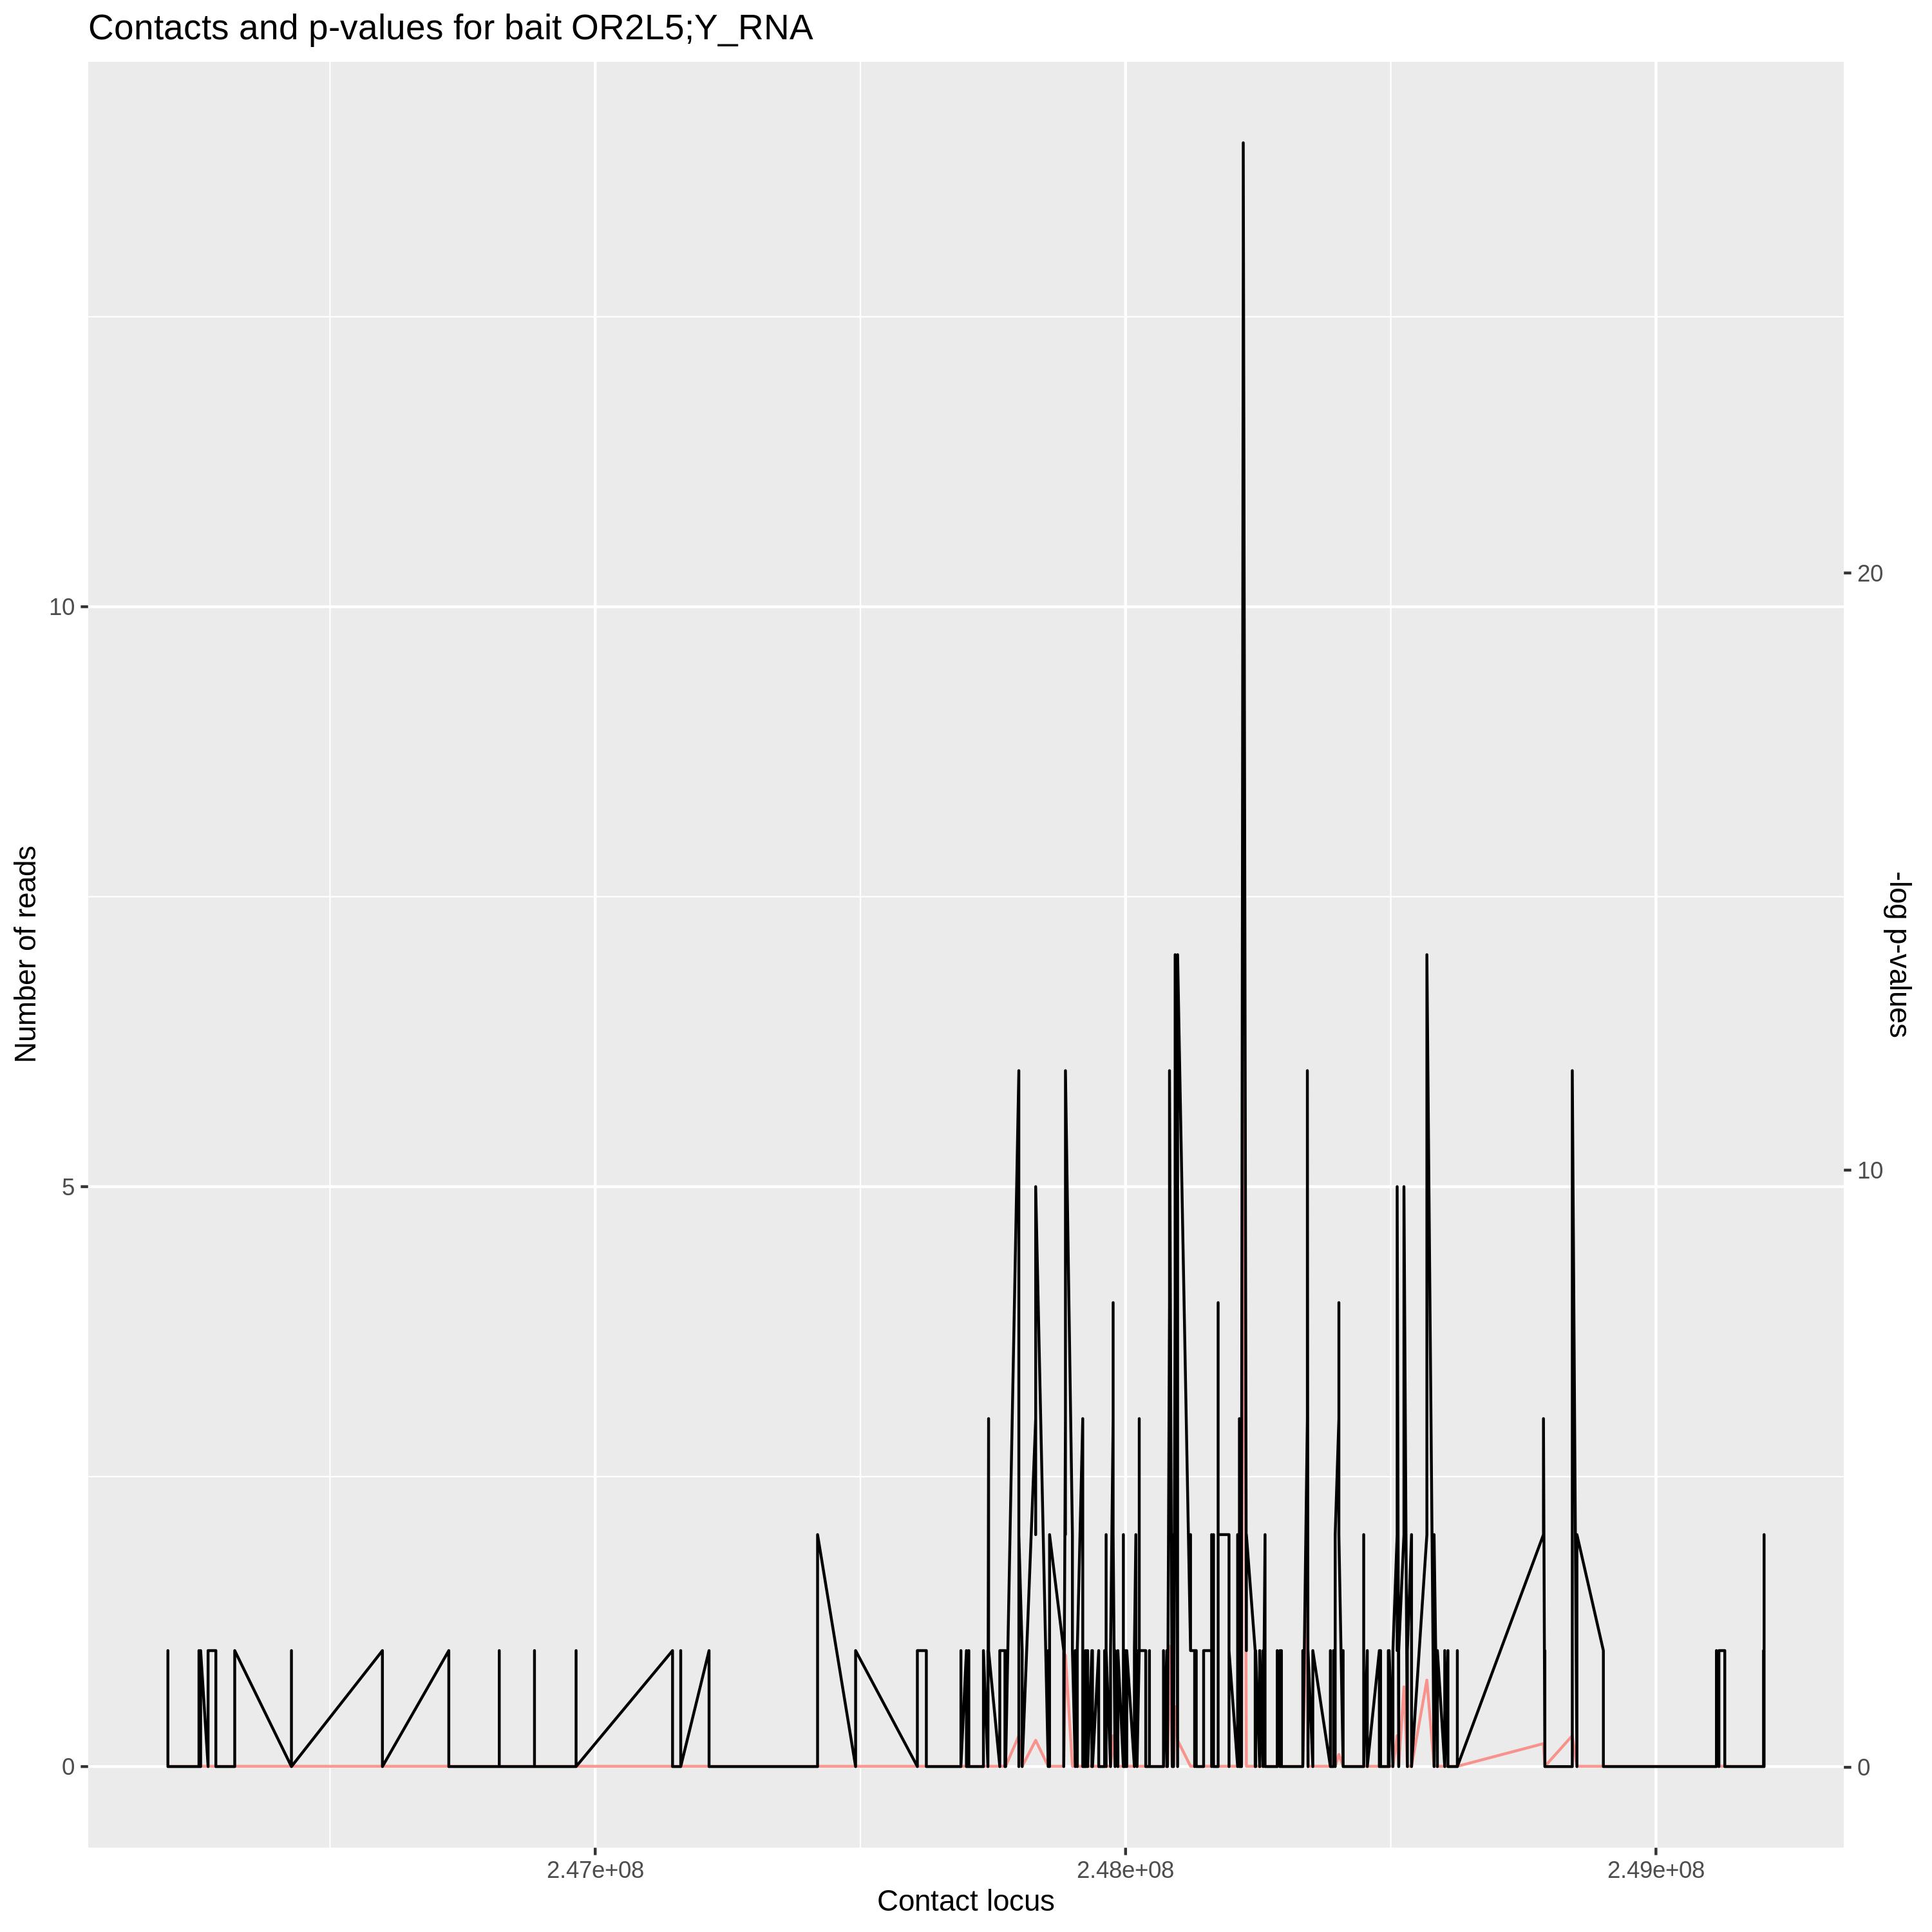 Contacts and p-values for bait OR2L5;Y_RNA
Number of reads
10
5
0
20
10
0
-log p-values
2.47e+08
2.48e+08
2.49e+08
Contact locus